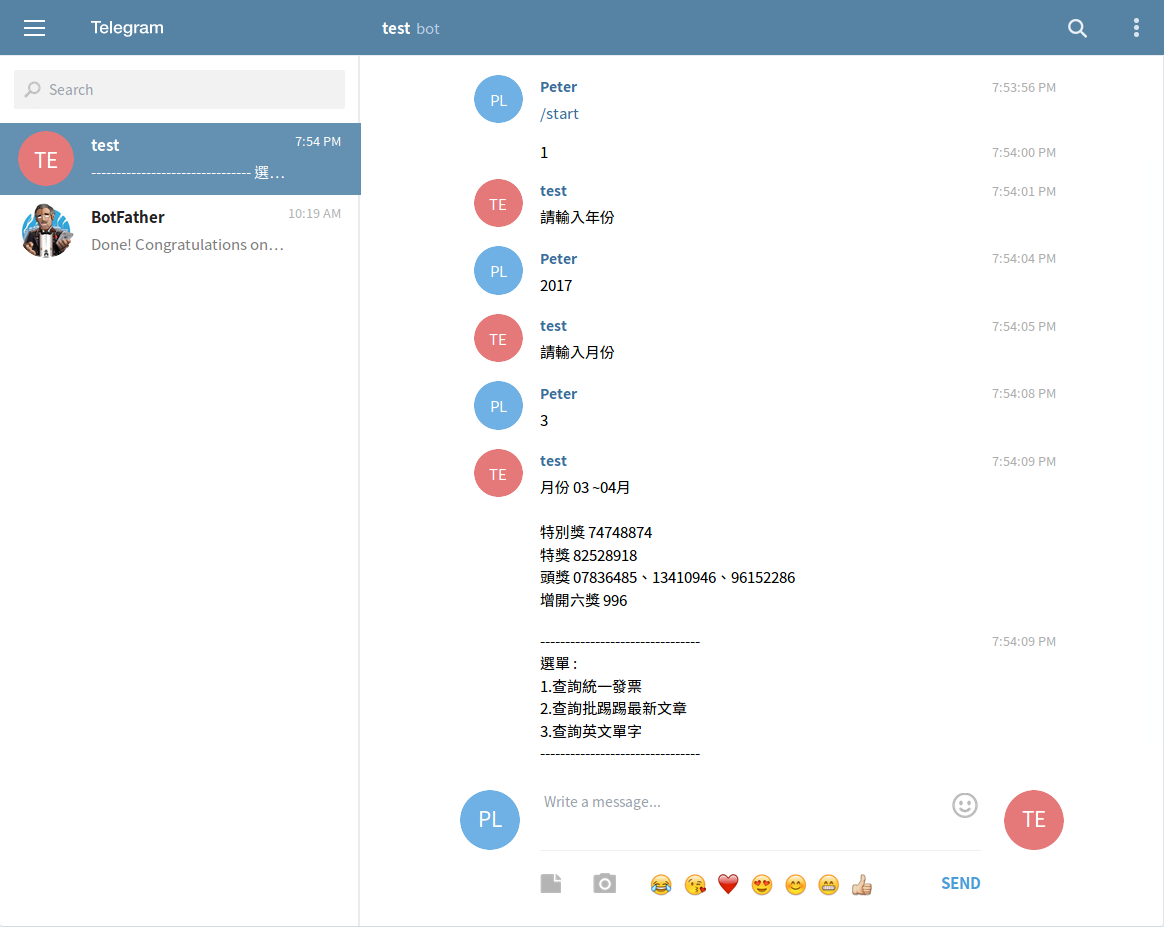 Telegram
test bot
Search
TE
test
7:54 PM
-------------------------------- 選…
BotFather
10:19 AM
Done! Congratulations on…
PL
Peter
7:53:56 PM
/start
1
7:54:00 PM
TE
test
7:54:01 PM
請輸入年份
PL
Peter
7:54:04 PM
2017
TE
test
7:54:05 PM
請輸入月份
PL
Peter
7:54:08 PM
3
TE
test
7:54:09 PM
月份 03 ~04月
特別獎 74748874
特獎 82528918
頭獎 07836485、13410946、96152286
增開六獎 996
--------------------------------
7:54:09 PM
選單 :
1.查詢統一發票
2.查詢批踢踢最新文章
3.查詢英文單字
--------------------------------
PL
Write a message...
TE
SEND